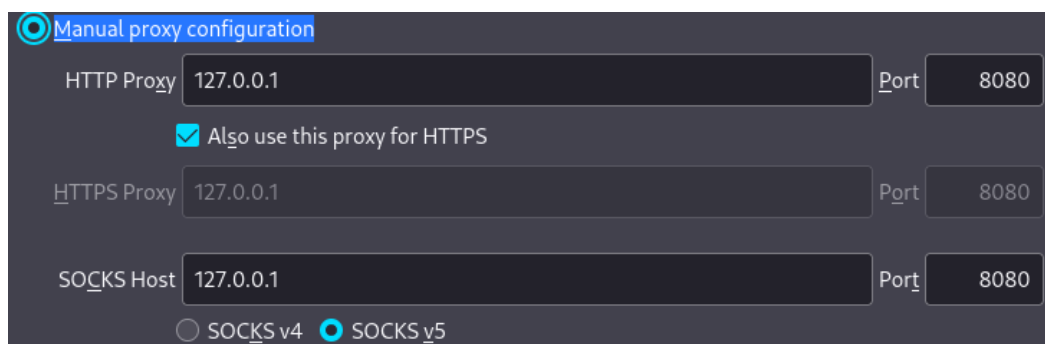 Manual proxy configuration
HTTP Proxy 127.0.0.1 Port 8080
Also use this proxy for HTTPS
HTTPS Proxy 127.0.0.1 Port 8080
SOCKS Host 127.0.0.1 Port 8080
SOCKS v4 SOCKS v5